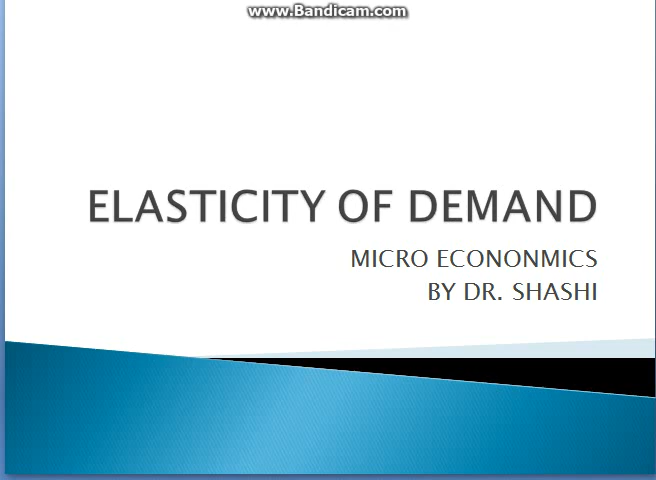 www.Bandicam.com
ELASTICITY OF DEMAND
MICRO ECONONMICS
BY DR. SHASHI